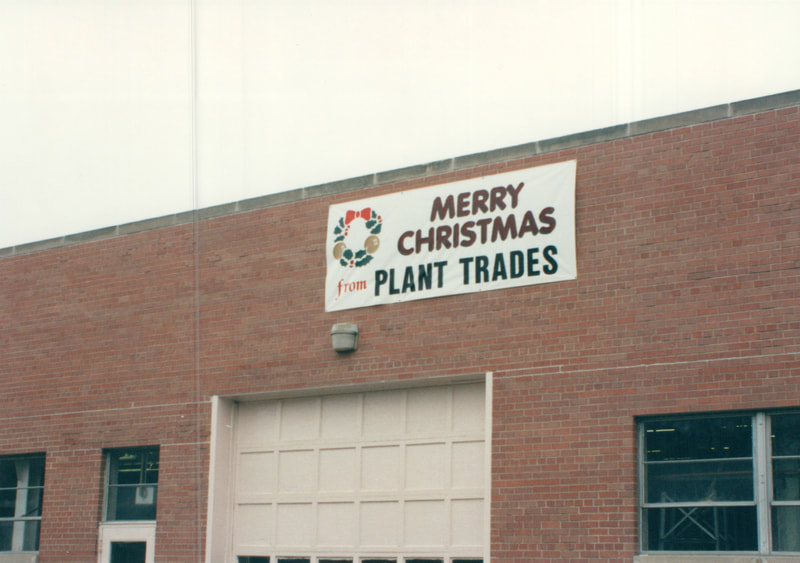 MERRY
CHRISTMAS
from PLANT TRADES